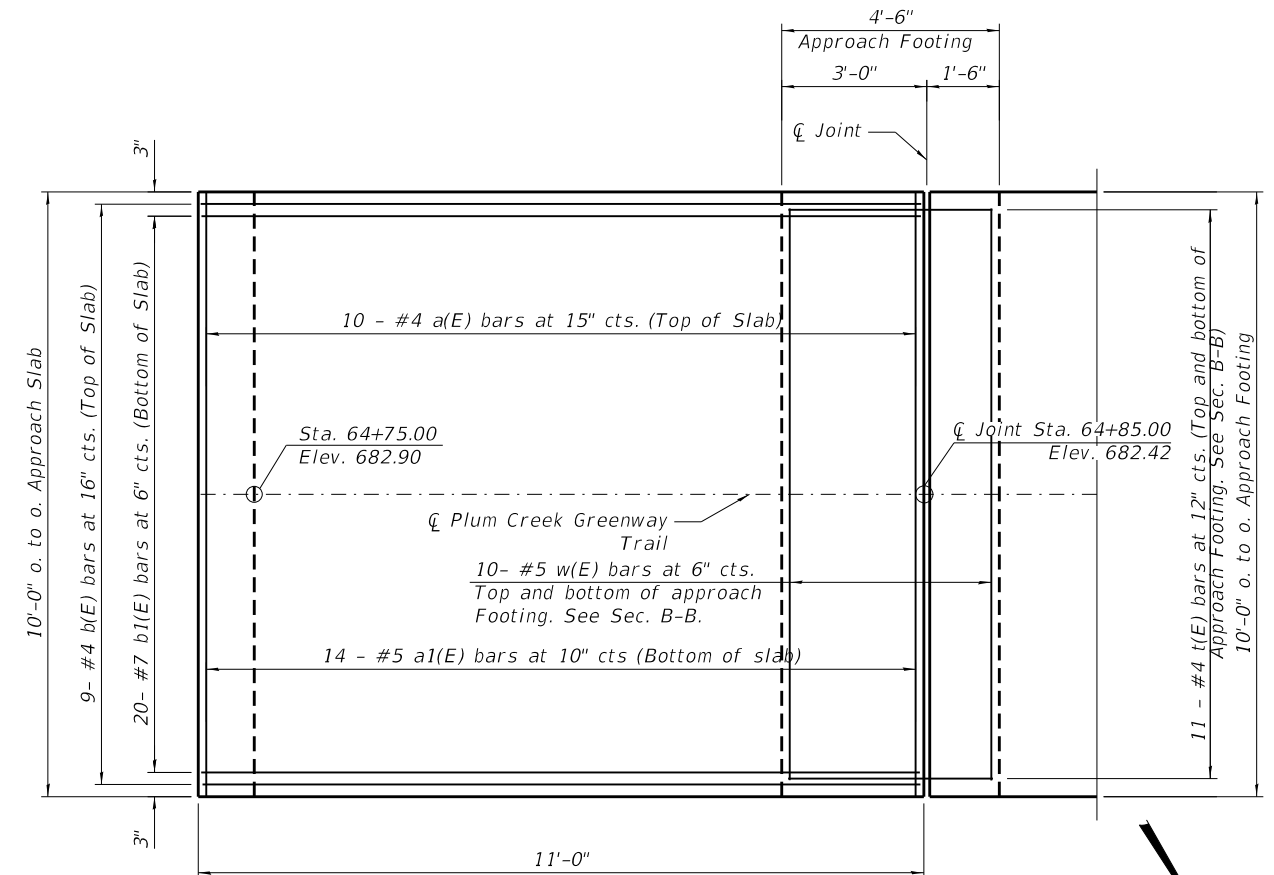 4'-6"
Approach Footing
3'-0"
1'-6"
℄ Joint
3"
10'-0" o. to o. Approach Slab
9- #4 b(E) bars at 16" cts. (Top of Slab)
20- #7 b1(E) bars at 6" cts. (Bottom of Slab)
10 - #4 a(E) bars at 15" cts. (Top of Slab)
Sta. 64+75.00
Elev. 682.90
℄ Joint Sta. 64+85.00
Elev. 682.42
℄ Plum Creek Greenway
Trail
10- #5 w(E) bars at 6" cts.
Top and bottom of approach
Footing. See Sec. B-B.
14 - #5 a1(E) bars at 10" cts (Bottom of slab)
11 - #4 t(E) bars at 12" cts. (Top and bottom of
Approach Footing. See Sec. B-B)
10'-0" o. to o. Approach Footing
3"
11'-0"